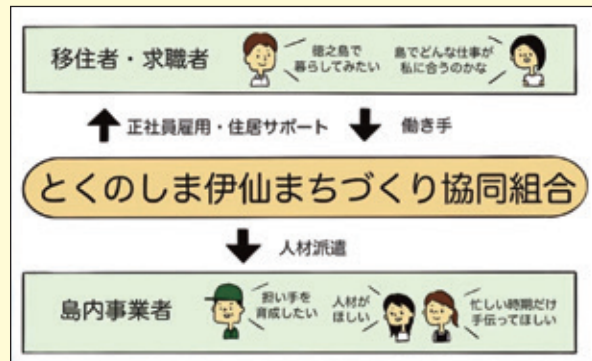 移住者・求職者
徳之島で
暮らしてみたい
島でどんな仕事が
私に合うのかな
正社員雇用・住居サポート
働き手
とくのしま伊仙まちづくり協同組合
人材派遣
島内事業者
担い手を
育成したい
人材が
ほしい
忙しい時期だけ
手伝ってほしい